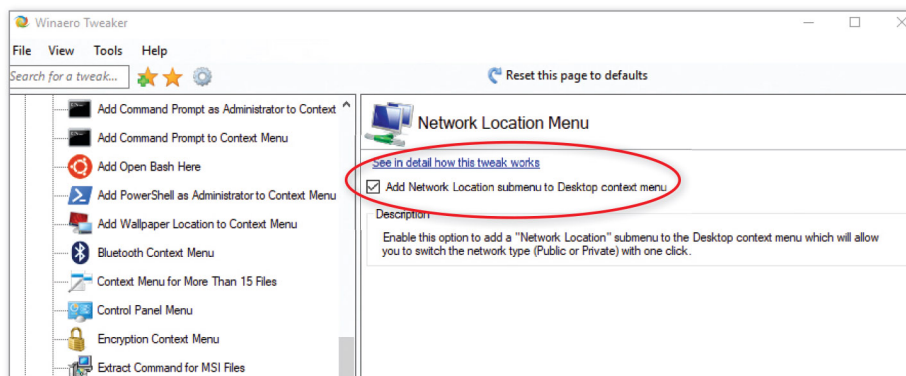 Winaero Tweaker
File View Tools Help
Search for a tweak...
Reset this page to defaults
Add Command Prompt as Administrator to Context
Add Command Prompt to Context Menu
Add Open Bash Here
Add PowerShell as Administrator to Context Menu
Add Wallpaper Location to Context Menu
Bluetooth Context Menu
Context Menu for More Than 15 Files
Control Panel Menu
Encryption Context Menu
Extract Command for MSI Files
Network Location Menu
See in detail how this tweak works
Add Network Location submenu to Desktop context menu
Description
Enable this option to add a "Network Location" submenu to the Desktop context menu which will allow
you to switch the network type (Public or Private) with one click.